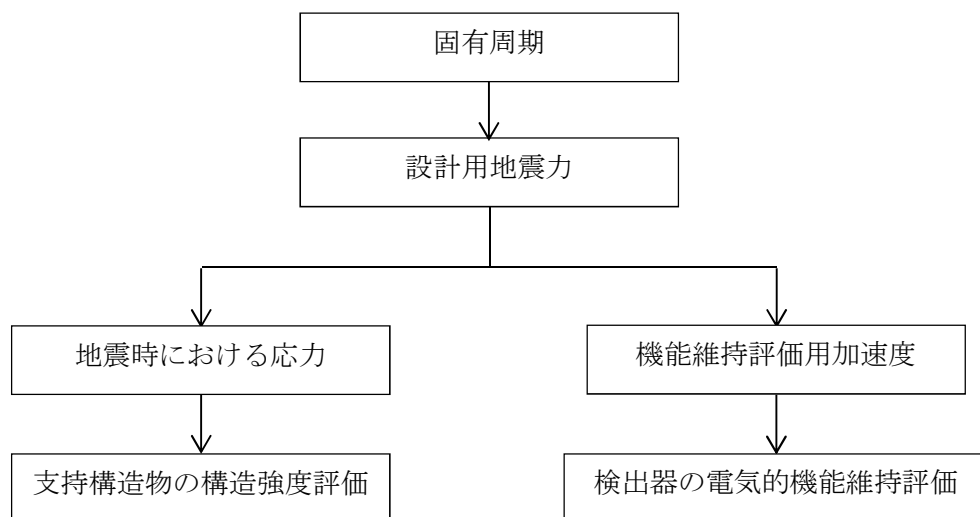 固有周期
設計用地震力
地震時における応力
機能維持評価用加速度
支持構造物の構造強度評価
検出器の電気的機能維持評価